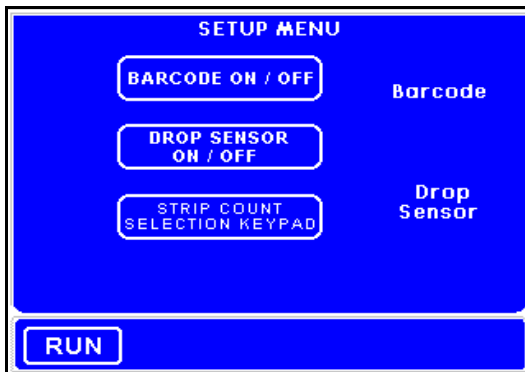 SETUP MENU
BARCODE ON / OFF
Barcode
DROP SENSOR
ON / OFF
Drop
Sensor
STRIP COUNT
SELECTION KEYPAD
RUN